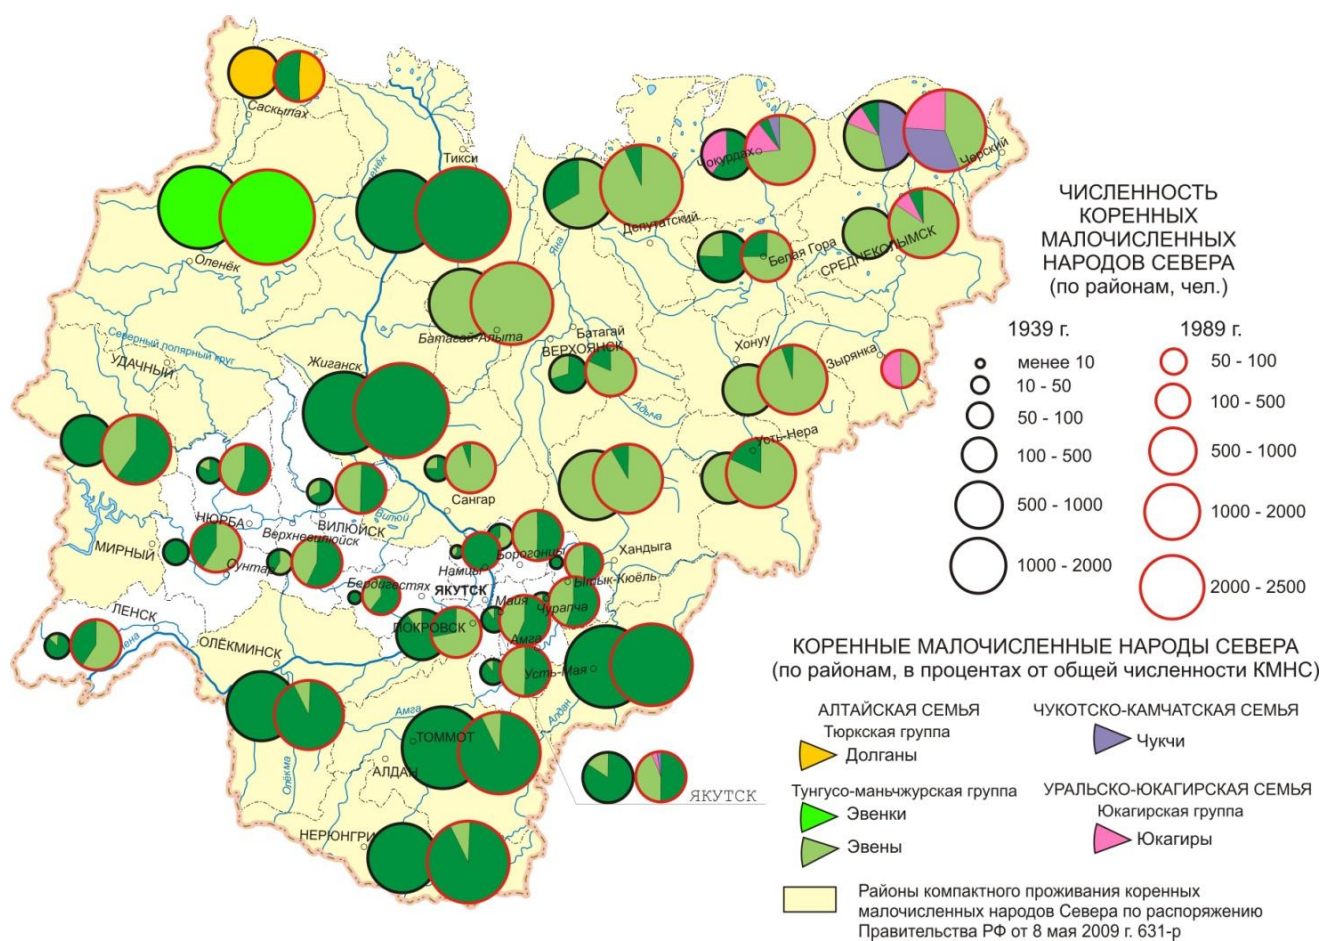 Саскылах
Тикси
Оленёк
Оленёк
Яна
Депутатский
Чокурдах
Черский
Белая Гора
СРЕДНЕКОЛЫМСК
Батагай-Алыта
Батагай
ВЕРХОЯНСК
Хонуу
Зырянка
Северный полярный круг
УДАЧНЫЙ
Жиганск
Адыча
Усть-Нера
Сангар
НЮРБА
ВИЛЮЙСК
Вилюй
Верхневилюйск
МИРНЫЙ
Сунтар
Бердигестях
Намцы
Борогонцы
Хандыга
Ытык-Кюёль
ЯКУТСК
Майя
Чурапча
ПОКРОВСК
Амга
ЛЕНСК
Лена
ОЛЁКМИНСК
Усть-Мая
Амга
Алдан
ТОММОТ
АЛДАН
Олёкма
НЕРЮНГРИ
ЯКУТСК
ЧИСЛЕННОСТЬ
КОРЕННЫХ
МАЛОЧИСЛЕННЫХ
НАРОДОВ СЕВЕРА
(по районам, чел.)
1939 г.
менее 10
10 - 50
50 - 100
100 - 500
500 - 1000
1000 - 2000
1989 г.
50 - 100
100 - 500
500 - 1000
1000 - 2000
2000 - 2500
КОРЕННЫЕ МАЛОЧИСЛЕННЫЕ НАРОДЫ СЕВЕРА
(по районам, в процентах от общей численности КМНС)
АЛТАЙСКАЯ СЕМЬЯ
Тюркская группа
Долганы
Тунгусо-маньчжурская группа
Эвенки
Эвены
ЧУКОТСКО-КАМЧАТСКАЯ СЕМЬЯ
Чукчи
УРАЛЬСКО-ЮКАГИРСКАЯ СЕМЬЯ
Юкагирская группа
Юкагиры
Районы компактного проживания коренных
малочисленных народов Севера по распоряжению
Правительства РФ от 8 мая 2009 г. 631-р